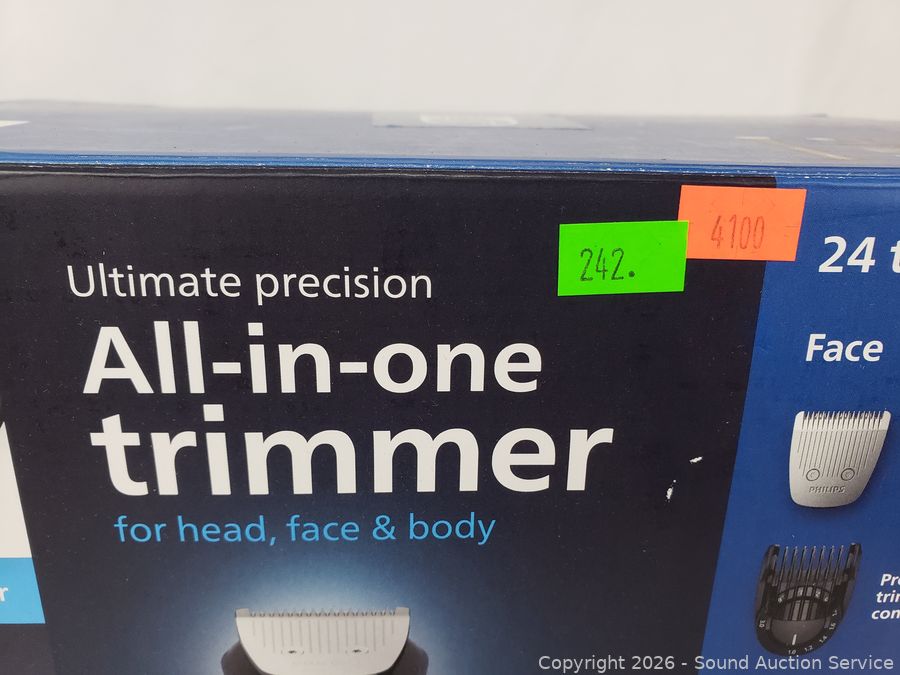 4100
242.
Ultimate precision
All-in-one
trimmer
for head, face & body
24
Face
PHILIPS
Copyright 2026 - Sound Auction Service